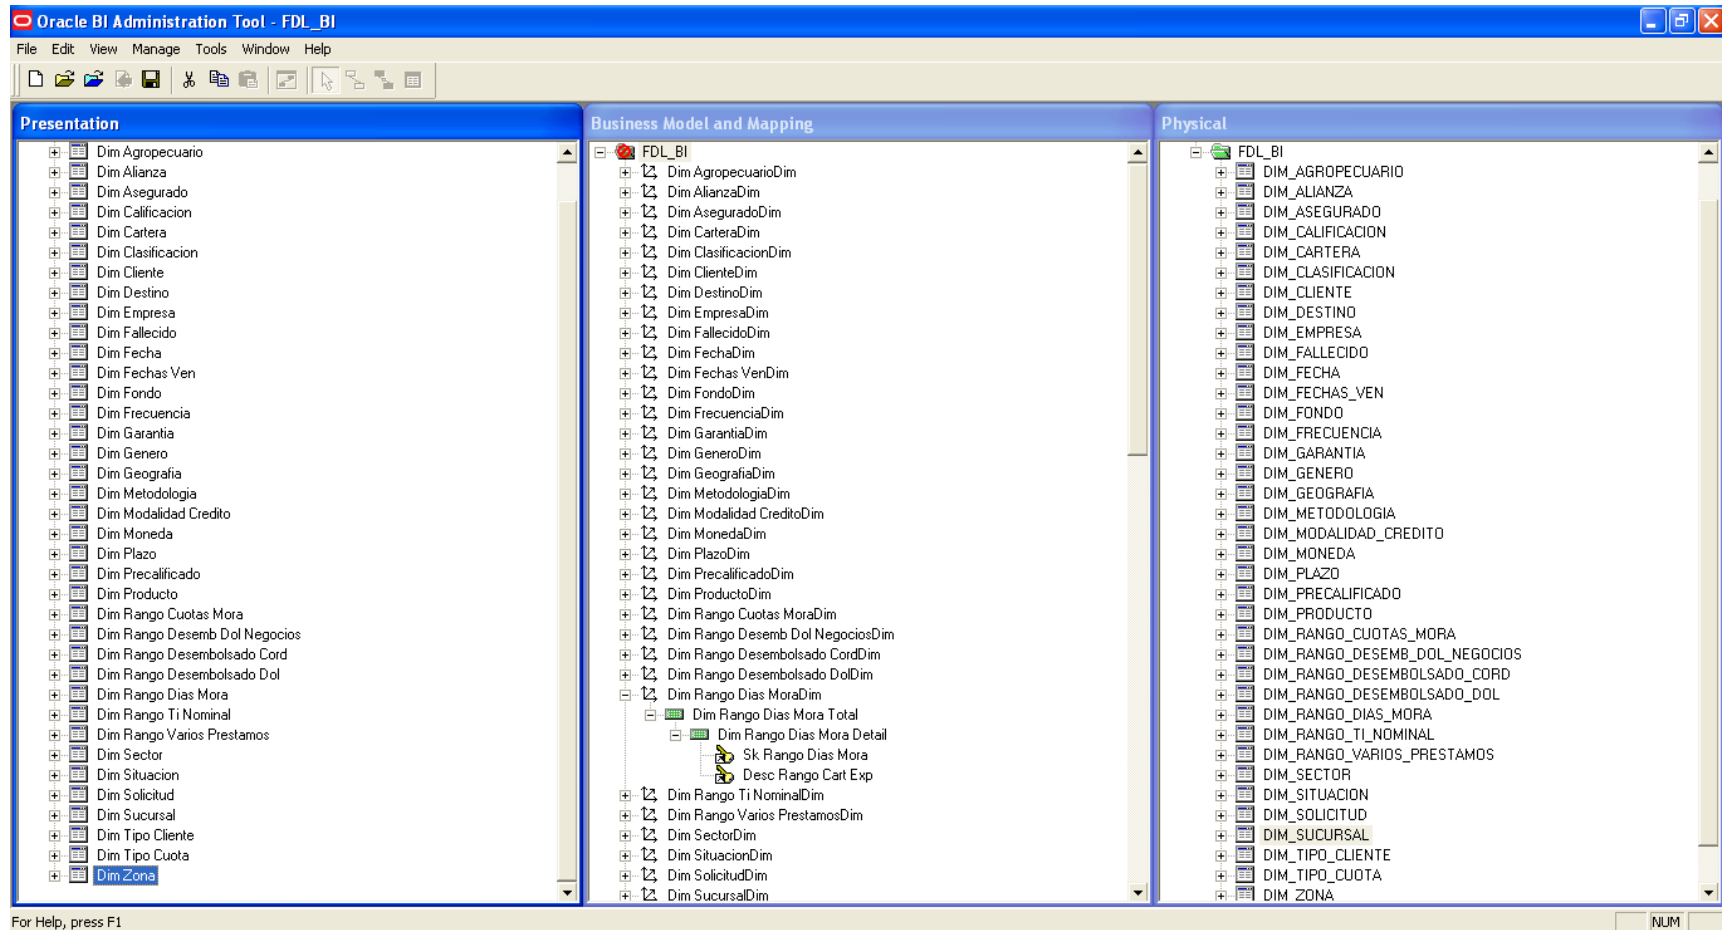 Oracle BI Administration Tool - FDL_BI
File Edit View Manage Tools Window Help
Presentation
Dim Agropecuario
Dim Alianza
Dim Asegurado
Dim Calificacion
Dim Cartera
Dim Clasificacion
Dim Cliente
Dim Destino
Dim Empresa
Dim Fallecido
Dim Fecha
Dim Fechas Ven
Dim Fondo
Dim Frecuencia
Dim Garantia
Dim Genero
Dim Geografia
Dim Metodologia
Dim Modalidad Credito
Dim Moneda
Dim Plazo
Dim Precalificado
Dim Producto
Dim Rango Cuotas Mora
Dim Rango Desemb Dol Negocios
Dim Rango Desembolsado Cord
Dim Rango Desembolsado Dol
Dim Rango Dias Mora
Dim Rango Ti Nominal
Dim Rango Varios Prestamos
Dim Sector
Dim Situacion
Dim Solicitud
Dim Sucursal
Dim Tipo Cliente
Dim Tipo Cuota
Dim Zona
Business Model and Mapping
FDL_BI
Dim AgropecuarioDim
Dim AlianzaDim
Dim AseguradoDim
Dim CarteraDim
Dim ClasificacionDim
Dim ClienteDim
Dim DestinoDim
Dim EmpresaDim
Dim FallecidoDim
Dim FechaDim
Dim Fechas VenDim
Dim FondoDim
Dim FrecuenciaDim
Dim GarantiaDim
Dim GeneroDim
Dim GeografiaDim
Dim MetodologiaDim
Dim Modalidad CreditoDim
Dim MonedaDim
Dim PlazoDim
Dim PrecalificadoDim
Dim ProductoDim
Dim Rango Cuotas MoraDim
Dim Rango Desemb Dol NegociosDim
Dim Rango Desembolsado CordDim
Dim Rango Desembolsado DolDim
Dim Rango Dias MoraDim
Dim Rango Dias Mora Total
Dim Rango Dias Mora Detail
Sk Rango Dias Mora
Desc Rango Cart Exp
Dim Rango Ti NominalDim
Dim Rango Varios PrestamosDim
Dim SectorDim
Dim SituacionDim
Dim SolicitudDim
Dim SucursalDim
Physical
FDL_BI
DIM_AGROPECUARIO
DIM_ALIANZA
DIM_ASEGURADO
DIM_CALIFICACION
DIM_CARTERA
DIM_CLASIFICACION
DIM_CLIENTE
DIM_DESTINO
DIM_EMPRESA
DIM_FALLECIDO
DIM_FECHA
DIM_FECHAS_VEN
DIM_FONDO
DIM_FRECUENCIA
DIM_GARANTIA
DIM_GENERO
DIM_GEOGRAFIA
DIM_METODOLOGIA
DIM_MODALIDAD_CREDITO
DIM_MONEDA
DIM_PLAZO
DIM_PRECALIFICADO
DIM_PRODUCTO
DIM_RANGO_CUOTAS_MORA
DIM_RANGO_DESEMB_DOL_NEGOCIOS
DIM_RANGO_DESEMBOLSADO_CORD
DIM_RANGO_DESEMBOLSADO_DOL
DIM_RANGO_DIAS_MORA
DIM_RANGO_TI_NOMINAL
DIM_RANGO_VARIOS_PRESTAMOS
DIM_SECTOR
DIM_SITUACION
DIM_SOLICITUD
DIM_SUCURSAL
DIM_TIPO_CLIENTE
DIM_TIPO_CUOTA
DIM_ZONA
For Help, press F1
NUM